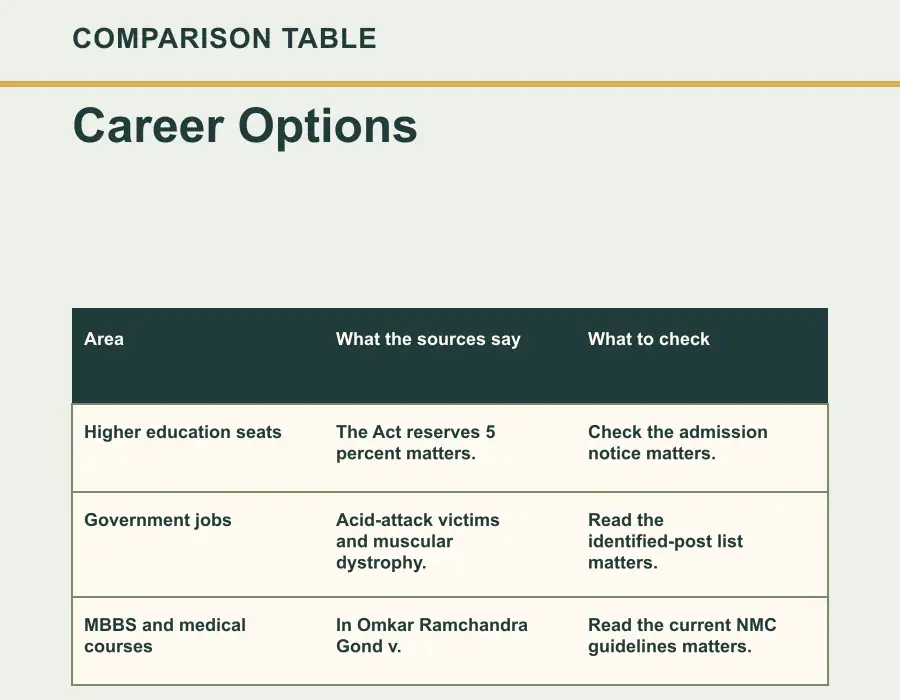 COMPARISON TABLE
Career Options
Area
What the sources say
What to check
Higher education seats
The Act reserves 5
percent matters.
Check the admission
notice matters.
Government jobs
Acid-attack victims
and muscular
dystrophy.
Read the
identified-post list
matters.
MBBS and medical
courses
In Omkar Ramchandra
Gond v.
Read the current NMC
guidelines matters.